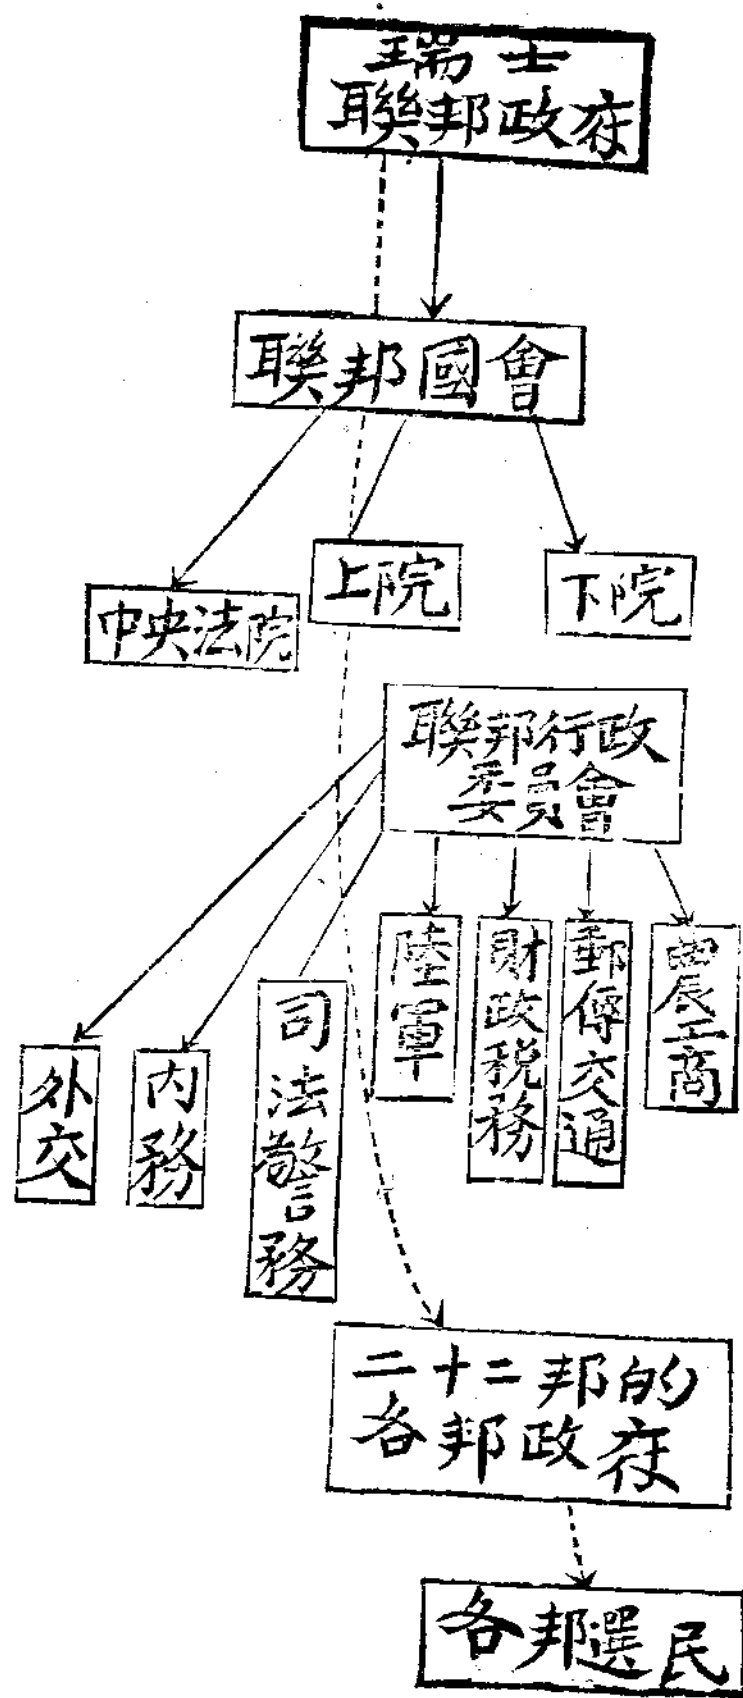 瑞士
聯邦政府
聯邦國會
中央法院
上院
下院
聯邦行政
委員會
外交
内務
司法警務
陸軍
財政税務
郵傳交通
農工商
二十二邦的
各邦政府
各邦選民